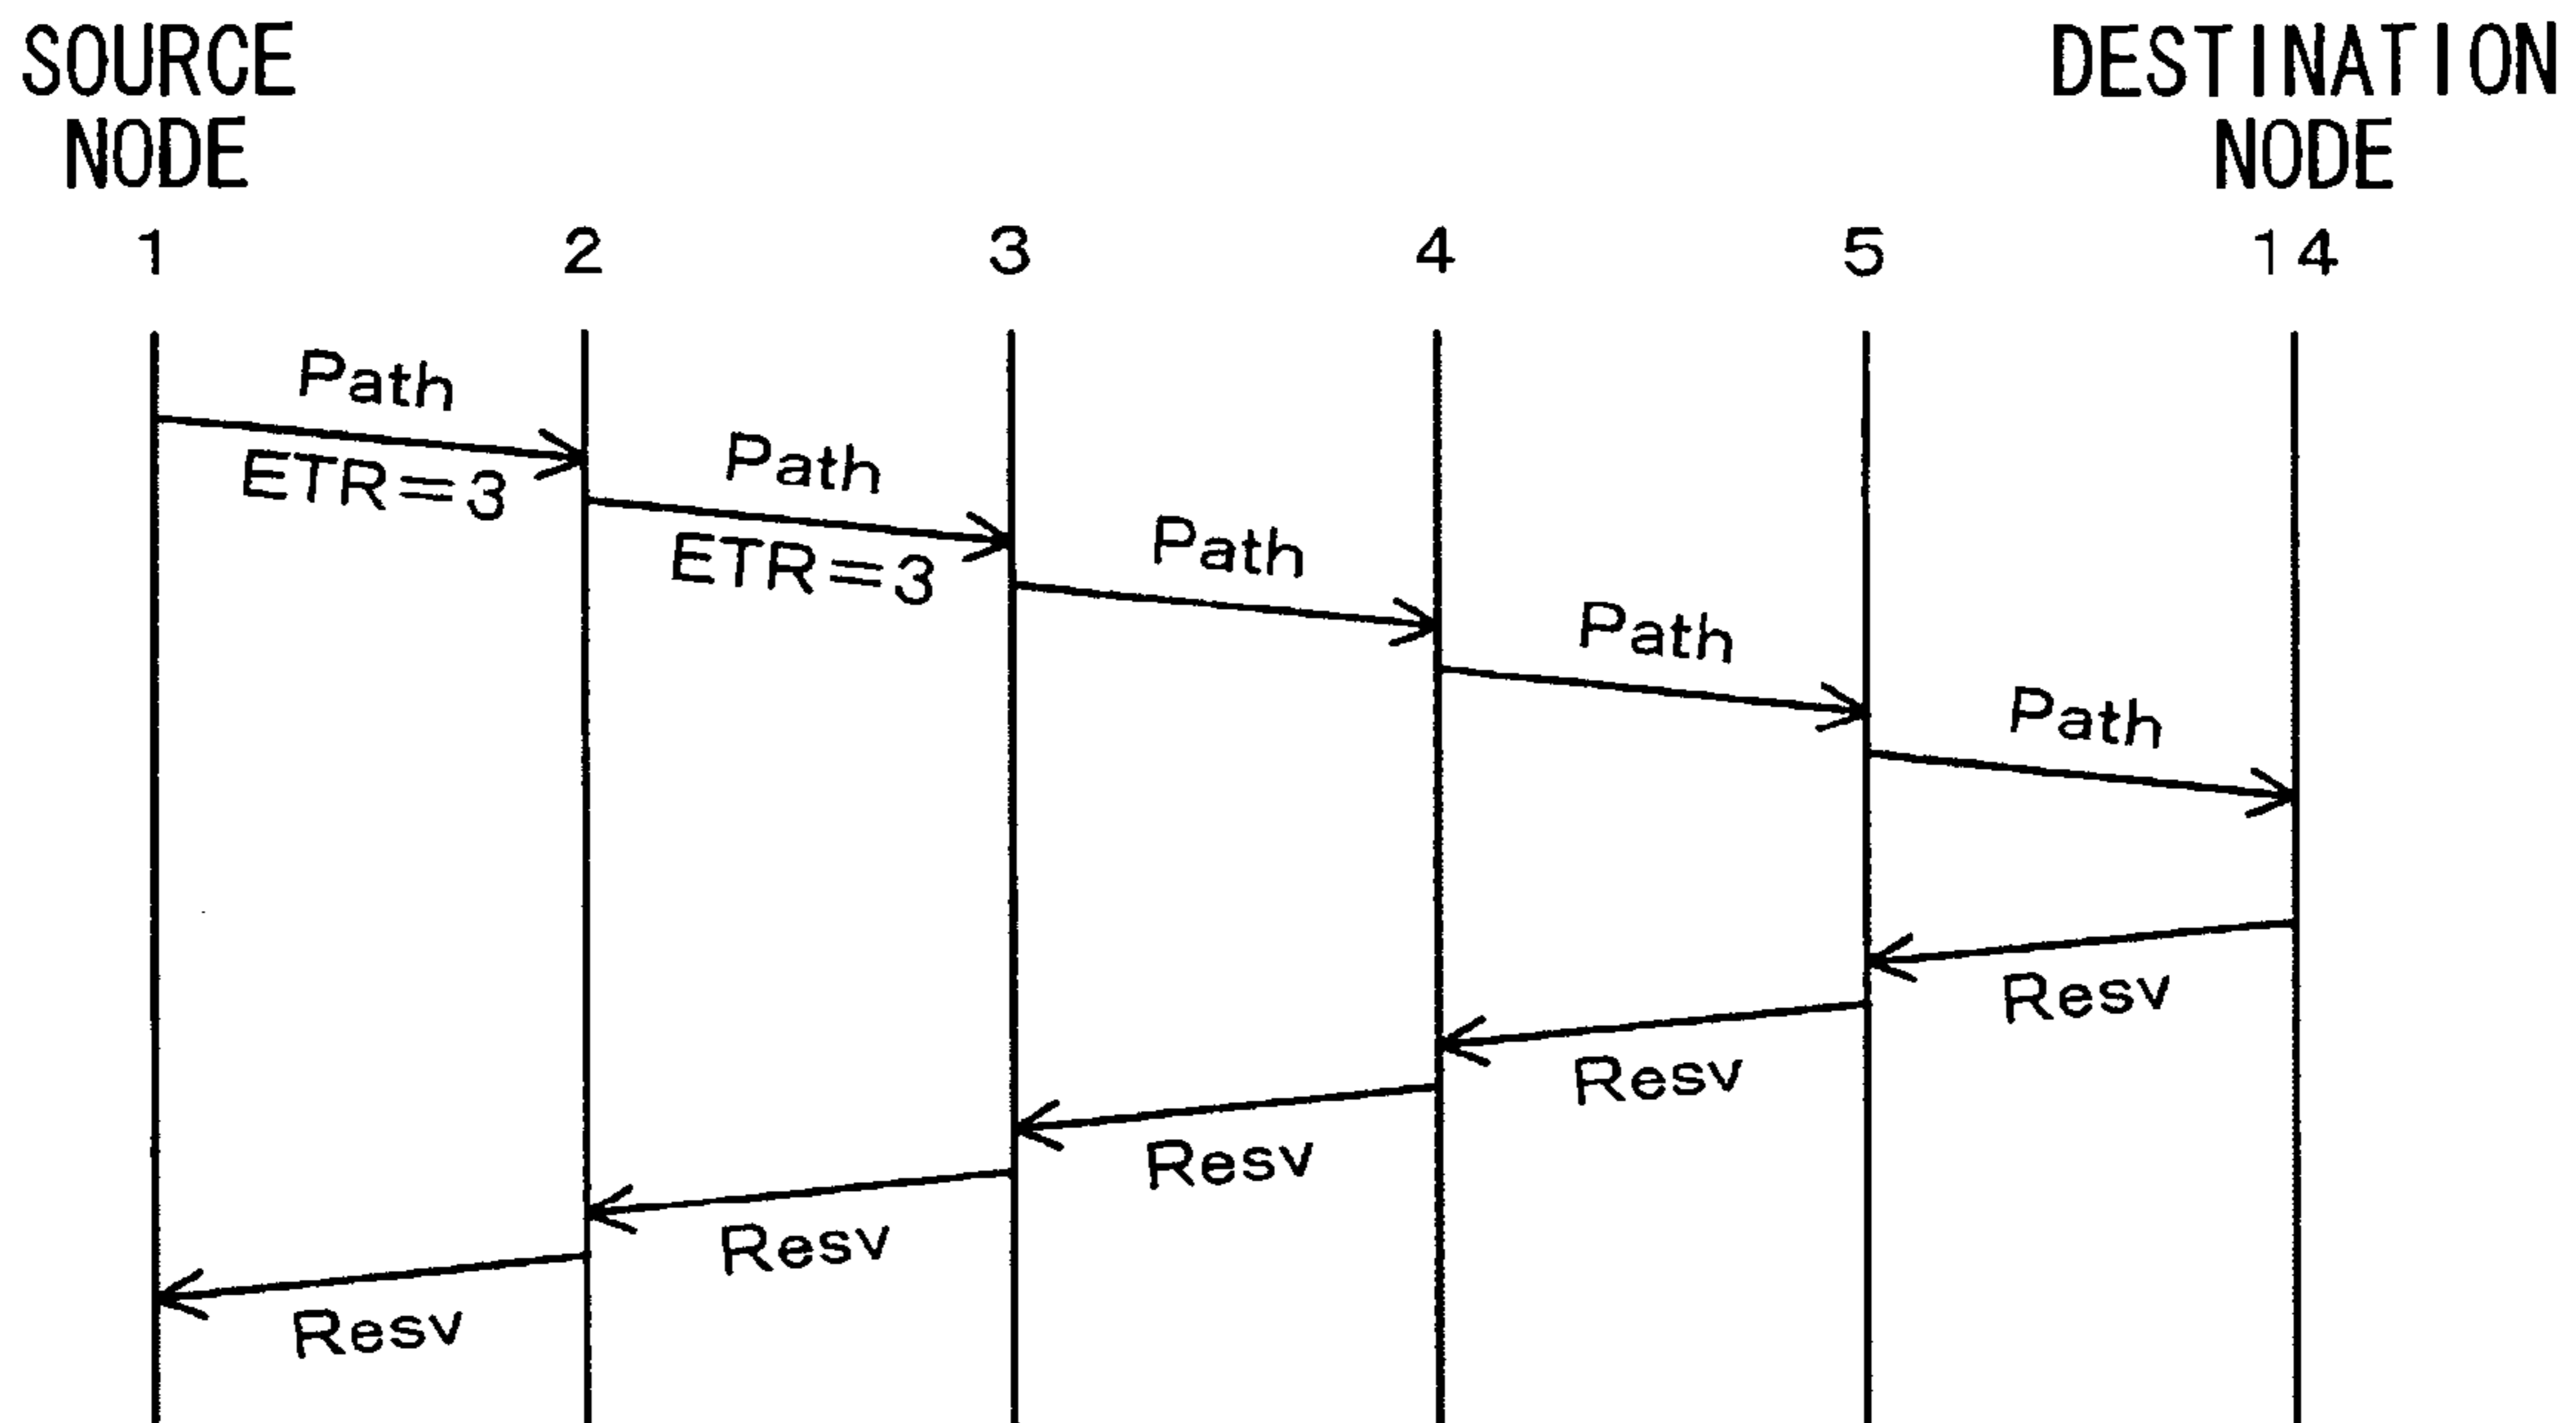 SOURCE
NODE
DESTINATION
NODE
1 2 3 4 5 14
Path
ETR=3
Path
ETR=3
Path
Path
Path
Resv
Resv
Resv
Resv
Resv